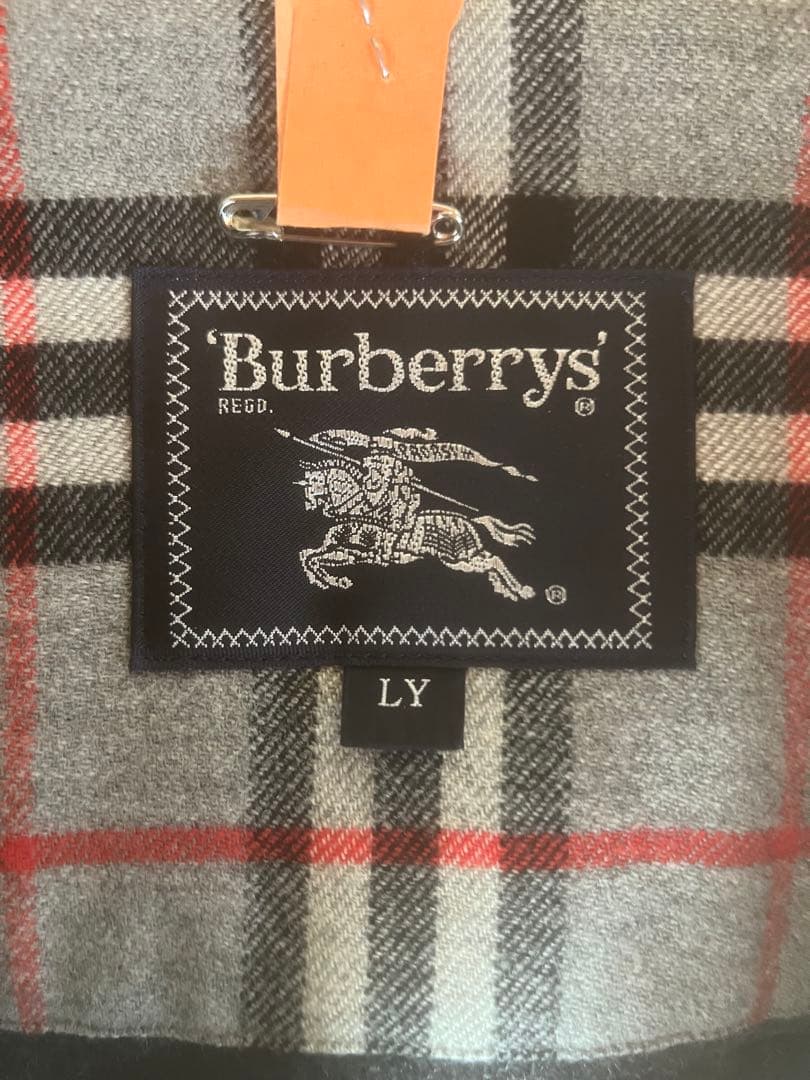 ‘Burberrys’
REGD. ®
®
LY